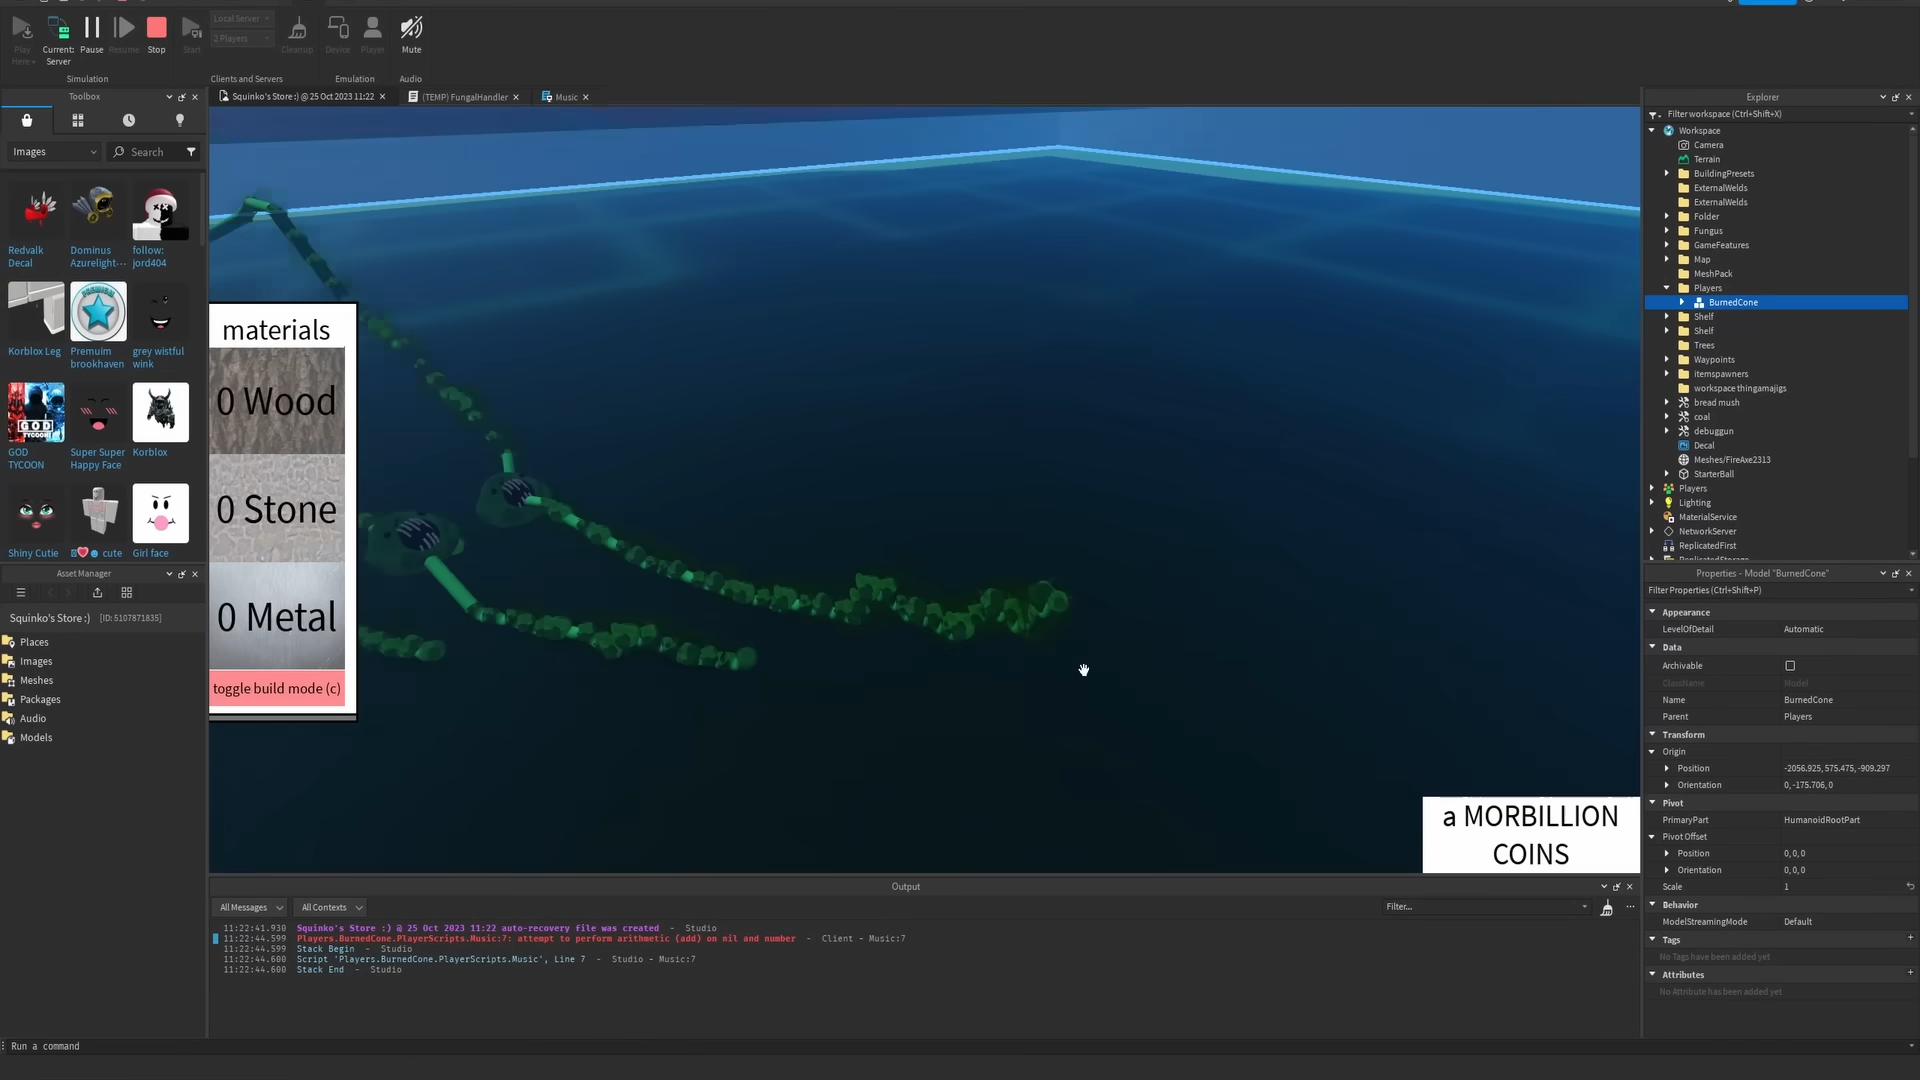 Play
Here
Current:
Server
Pause
Resume
Stop
Start
Local Server
2 Players
Cleanup
Device
Player
Mute
Simulation
Clients and Servers
Emulation
Audio
Toolbox
Squinko's Store :) @ 25 Oct 2023 11:22
(TEMP) FungalHandler
Music
Explorer
Images
Search
Redvalk
Decal
Dominus
Azurelight-··
follow:
jord404
Korblox Leg
Premuim
brookhaven
grey wistful
wink
GOD
TYCOON
GOD
TYCOON
Super Super
Happy Face
Korblox
Shiny Cutie
cute
Girl face
Asset Manager
Squinko's Store :)
[ID: 5107871835]
Places
Images
Meshes
Packages
Audio
Models
materials
0 Wood
0 Stone
0 Metal
toggle build mode (c)
a MORBILLION
COINS
Filter workspace (Ctrl+Shift+X)
Workspace
Camera
Terrain
BuildingPresets
ExternalWelds
ExternalWelds
Folder
Fungus
GameFeatures
Map
MeshPack
Players
BurnedCone
Shelf
Shelf
Trees
Waypoints
itemspawners
workspace thingamajigs
bread mush
coal
debuggun
Decal
Meshes/FireAxe2313
StarterBall
Players
Lighting
MaterialService
NetworkServer
ReplicatedFirst
ReplicatedStorage
Properties - Model "BurnedCone"
Filter Properties (Ctrl+Shift+P)
Appearance
LevelOfDetail Automatic
Data
Archivable
ClassName Model
Name BurnedCone
Parent Players
Transform
Origin
Position -2056.925, 575.475, -909.297
Orientation 0, -175.706, 0
Pivot
PrimaryPart HumanoidRootPart
Pivot Offset
Position 0, 0, 0
Orientation 0, 0, 0
Scale 1
Behavior
ModelStreamingMode Default
Tags
No Tags have been added yet
Attributes
No Attribute has been added yet
Output
All Messages
All Contexts
Filter...
11:22:41.930 Squinko's Store :) @ 25 Oct 2023 11:22 auto-recovery file was created - Studio
11:22:44.599 Players.BurnedCone.PlayerScripts.Music:7: attempt to perform arithmetic (add) on nil and number - Client - Music:7
11:22:44.599 Stack Begin - Studio
11:22:44.600 Script 'Players.BurnedCone.PlayerScripts.Music', Line 7 - Studio - Music:7
11:22:44.600 Stack End - Studio
Run a command